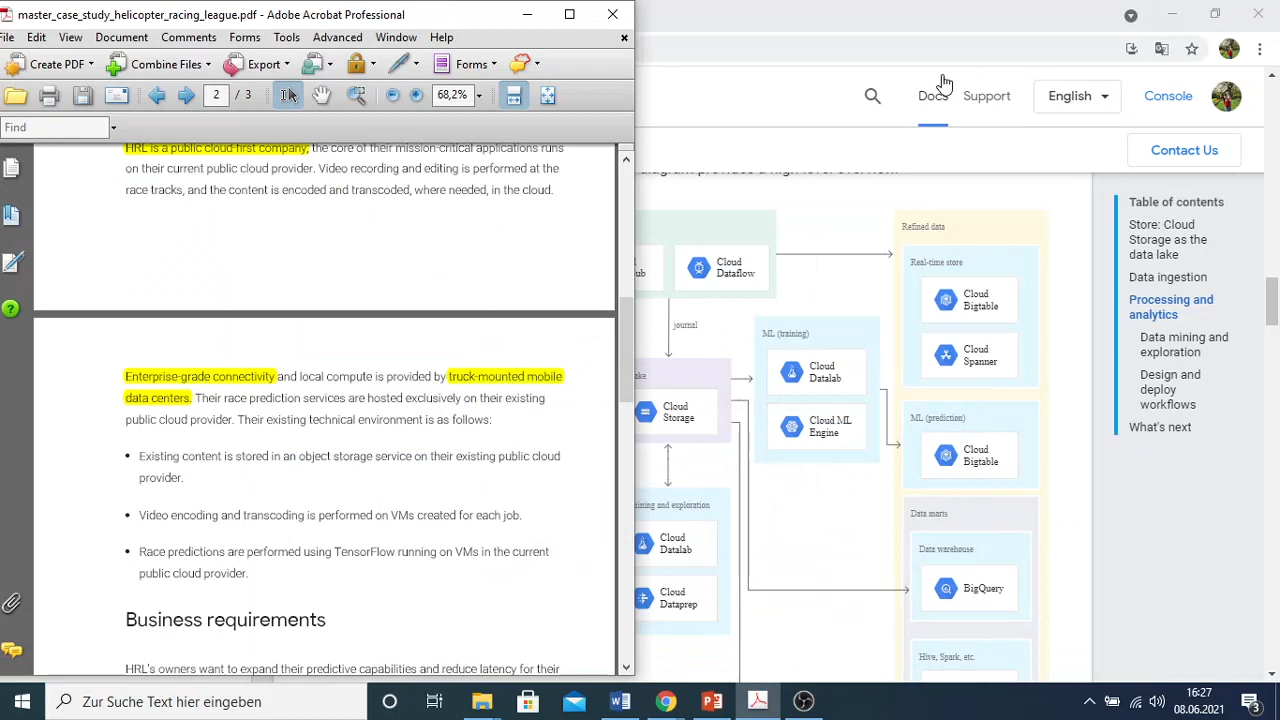 master_case_study_helicopter_racing_league.pdf - Adobe Acrobat Professional
File Edit View Document Comments Forms Tools Advanced Window Help
Create PDF Combine Files Export Forms
2 / 3 68,2%
Find
HRL is a public cloud-first company; the core of their mission-critical applications runs
on their current public cloud provider. Video recording and editing is performed at the
race tracks, and the content is encoded and transcoded, where needed, in the cloud.
Enterprise-grade connectivity and local compute is provided by truck-mounted mobile
data centers. Their race prediction services are hosted exclusively on their existing
public cloud provider. Their existing technical environment is as follows:
• Existing content is stored in an object storage service on their existing public cloud
provider.
• Video encoding and transcoding is performed on VMs created for each job.
• Race predictions are performed using TensorFlow running on VMs in the current
public cloud provider.
Business requirements
HRL's owners want to expand their predictive capabilities and reduce latency for their
Docs Support English Console
Contact Us
Refined data
Real-time store
Cloud
Dataflow
Cloud
Bigtable
Cloud
Spanner
journal
ML (training)
Cloud
Datalab
Cloud ML
Engine
Cloud
Storage
ML (prediction)
Cloud
Bigtable
ining and exploration
Cloud
Datalab
Cloud
Dataprep
Data marts
Data warehouse
BigQuery
Hive, Spark, etc.
Table of contents
Store: Cloud
Storage as the
data lake
Data ingestion
Processing and
analytics
Data mining and
exploration
Design and
deploy
workflows
What's next
Zur Suche Text hier eingeben
16:27
08.06.2021
3